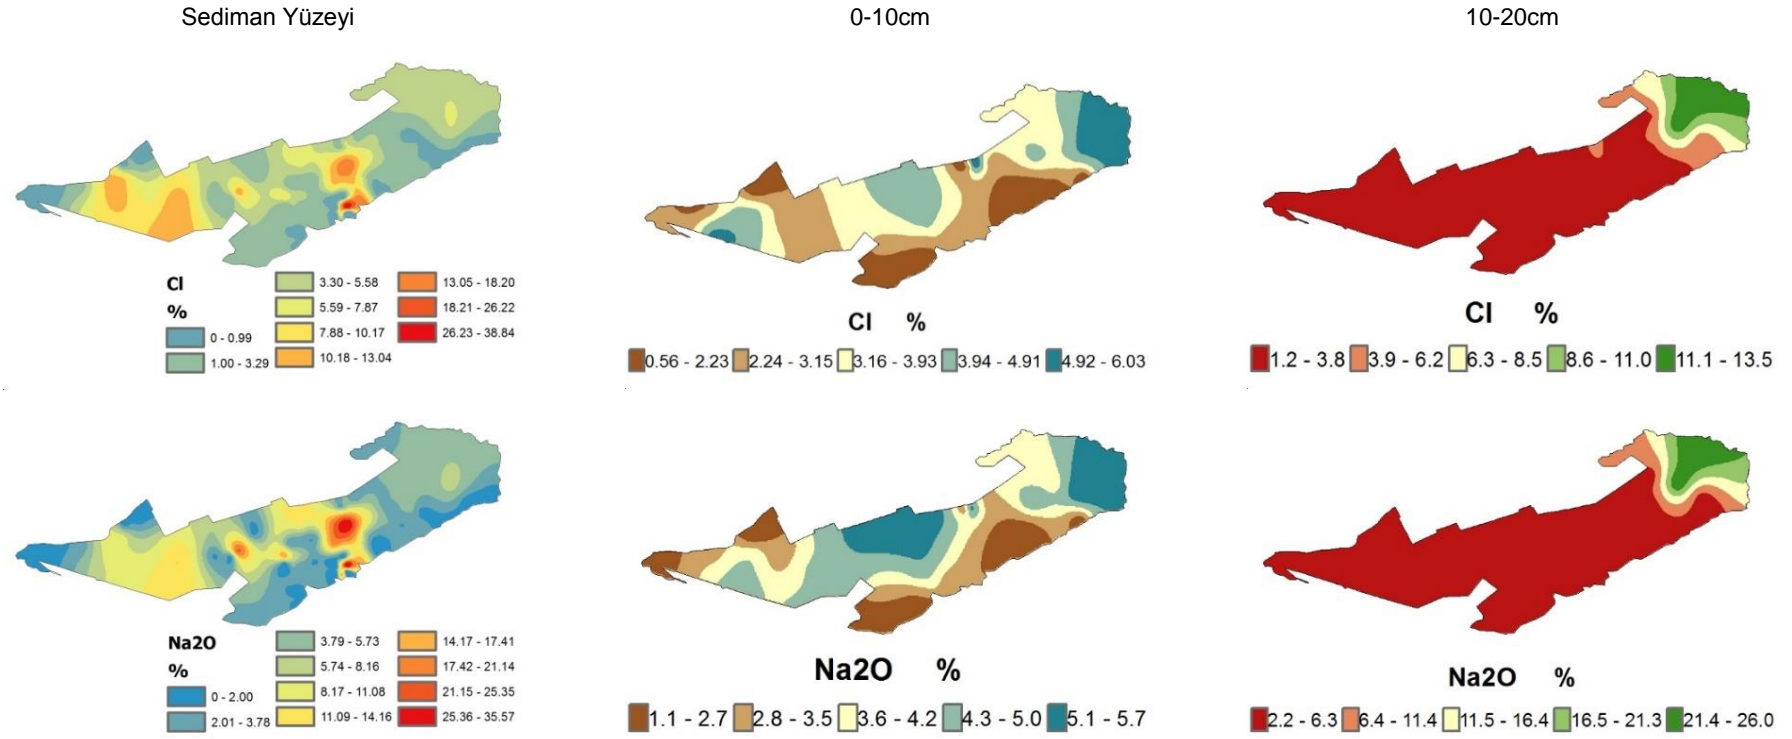 Sediman Yüzeyi
0-10cm
10-20cm
Cl
%
0 - 0.99
1.00 - 3.29
3.30 - 5.58
5.59 - 7.87
7.88 - 10.17
10.18 - 13.04
13.05 - 18.20
18.21 - 26.22
26.23 - 38.84
Cl %
0.56 - 2.23 2.24 - 3.15 3.16 - 3.93 3.94 - 4.91 4.92 - 6.03
Cl %
1.2 - 3.8 3.9 - 6.2 6.3 - 8.5 8.6 - 11.0 11.1 - 13.5
Na2O
%
0 - 2.00
2.01 - 3.78
3.79 - 5.73
5.74 - 8.16
8.17 - 11.08
11.09 - 14.16
14.17 - 17.41
17.42 - 21.14
21.15 - 25.35
25.36 - 35.57
Na2O %
1.1 - 2.7 2.8 - 3.5 3.6 - 4.2 4.3 - 5.0 5.1 - 5.7
Na2O %
2.2 - 6.3 6.4 - 11.4 11.5 - 16.4 16.5 - 21.3 21.4 - 26.0